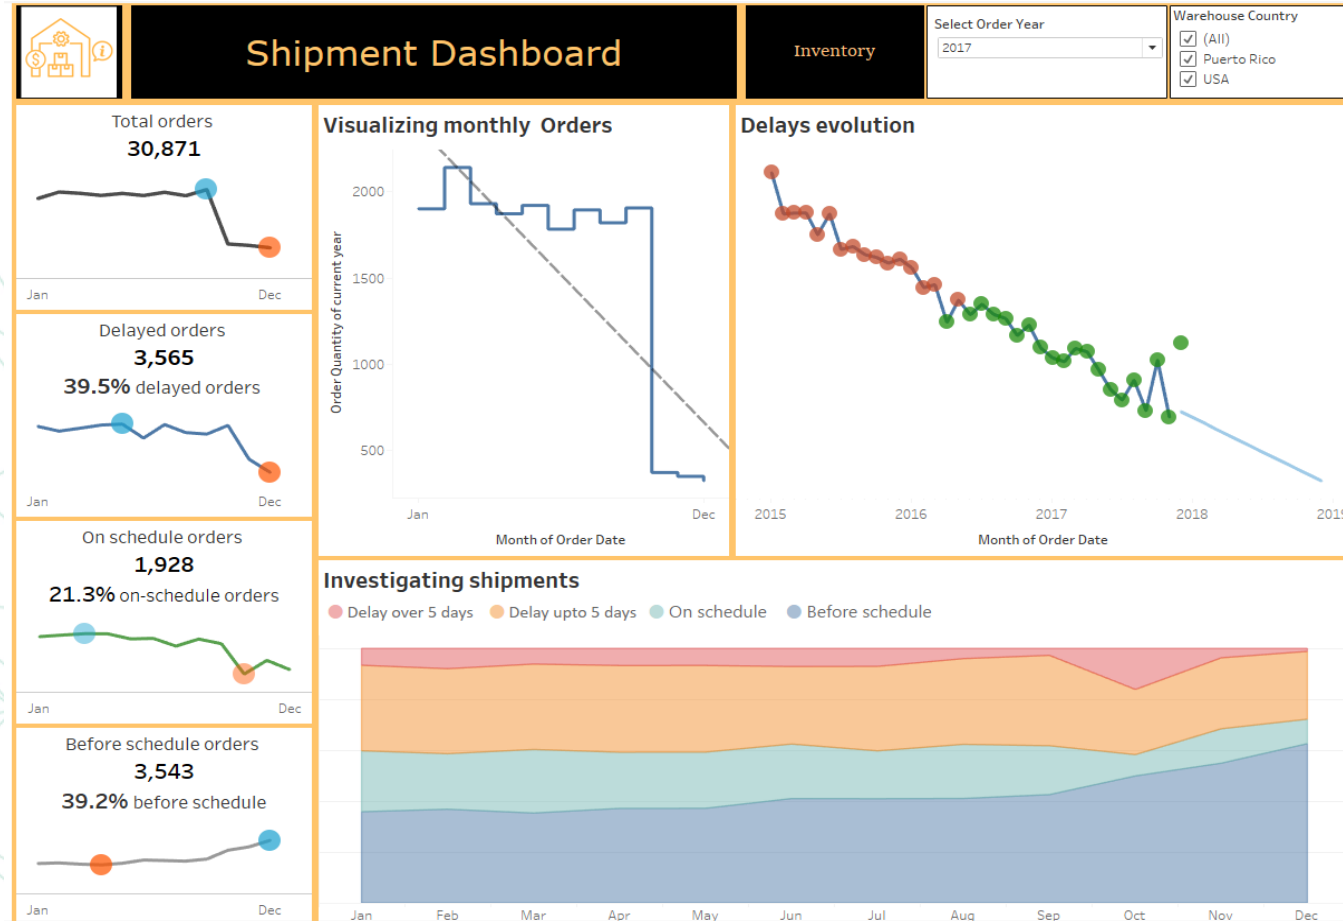 Shipment Dashboard
Inventory
Select Order Year
2017
Warehouse Country
(All)
Puerto Rico
USA
Total orders
30,871
Jan Dec
Delayed orders
3,565
39.5% delayed orders
Jan Dec
On schedule orders
1,928
21.3% on-schedule orders
Jan Dec
Before schedule orders
3,543
39.2% before schedule
Jan Dec
Visualizing monthly Orders
Order Quantity of current year
2000
1500
1000
500
Jan Dec
Month of Order Date
Delays evolution
2015 2016 2017 2018 2019
Month of Order Date
Investigating shipments
Delay over 5 days Delay upto 5 days On schedule Before schedule
Jan Feb Mar Apr May Jun Jul Aug Sep Oct Nov Dec